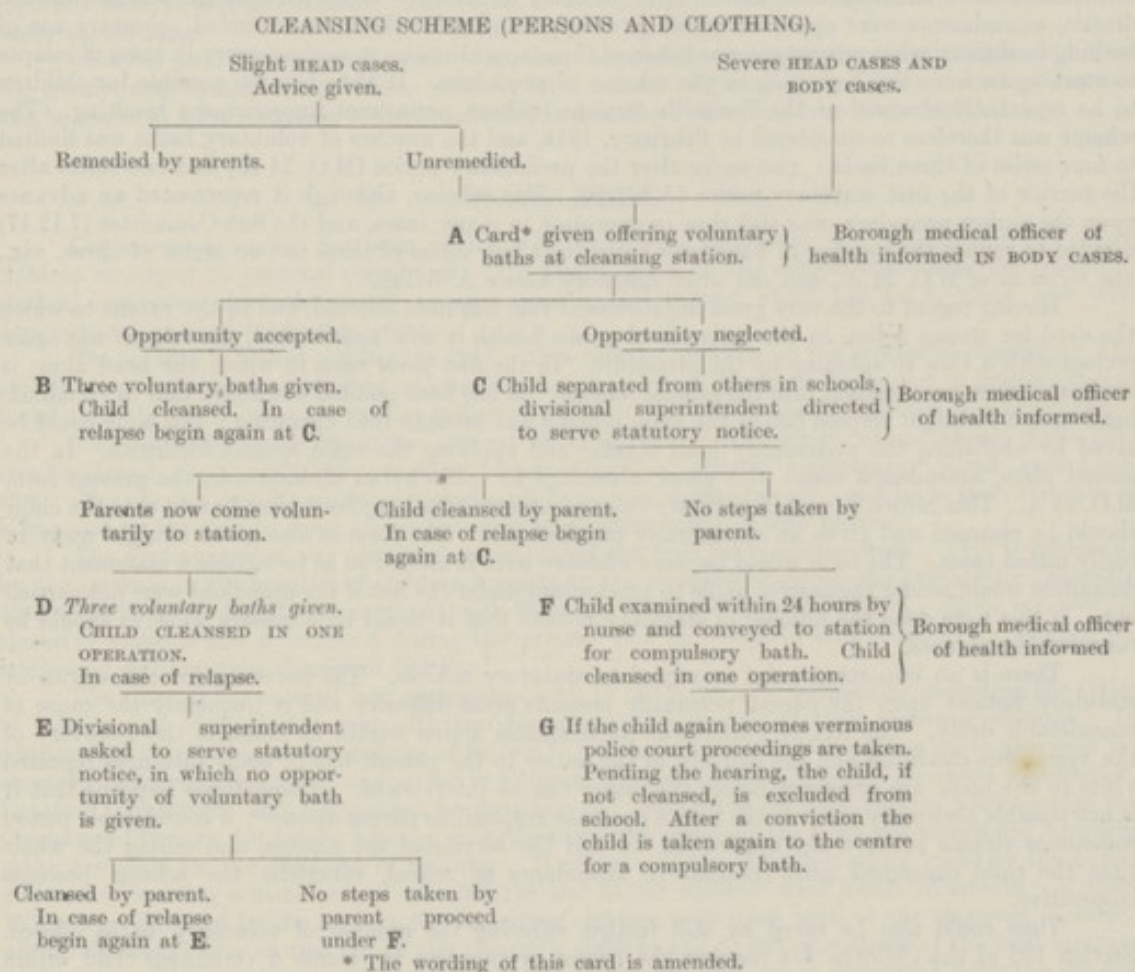 CLEANSING SCHEME (PERSONS AND CLOTHING).
Slight HEAD cases.
Advice given.
Severe HEAD CASES AND
BODY cases.
Remedied by parents.
Unremedied.
A Card* given offering voluntary
baths at cleansing station.
Borough medical officer of
health informed IN BODY CASES.
Opportunity accepted.
Opportunity neglected.
B Three voluntary baths given.
Child cleansed. In case of
relapse begin again at C.
C Child separated from others in schools,
divisional superintendent directed
to serve statutory notice.
Borough medical officer
of health informed.
Parents now come volun-
tarily to station.
Child cleansed by parent.
In case of relapse begin
again at C.
No steps taken by
parent.
D Three voluntary baths given.
CHILD CLEANSED IN ONE
OPERATION.
In case of relapse.
F Child examined within 24 hours by
nurse and conveyed to station
for compulsory bath. Child
cleansed in one operation.
Borough medical officer
of health informed
E Divisional superintendent
asked to serve statutory
notice, in which no oppor-
tunity of voluntary bath
is given.
G If the child again becomes verminous
police court proceedings are taken.
Pending the hearing, the child, if
not cleansed, is excluded from
school. After a conviction the
child is taken again to the centre
for a compulsory bath.
Cleansed by parent.
In case of relapse
begin again at E.
No steps taken by
parent proceed
under F.
* The wording of this card is amended.